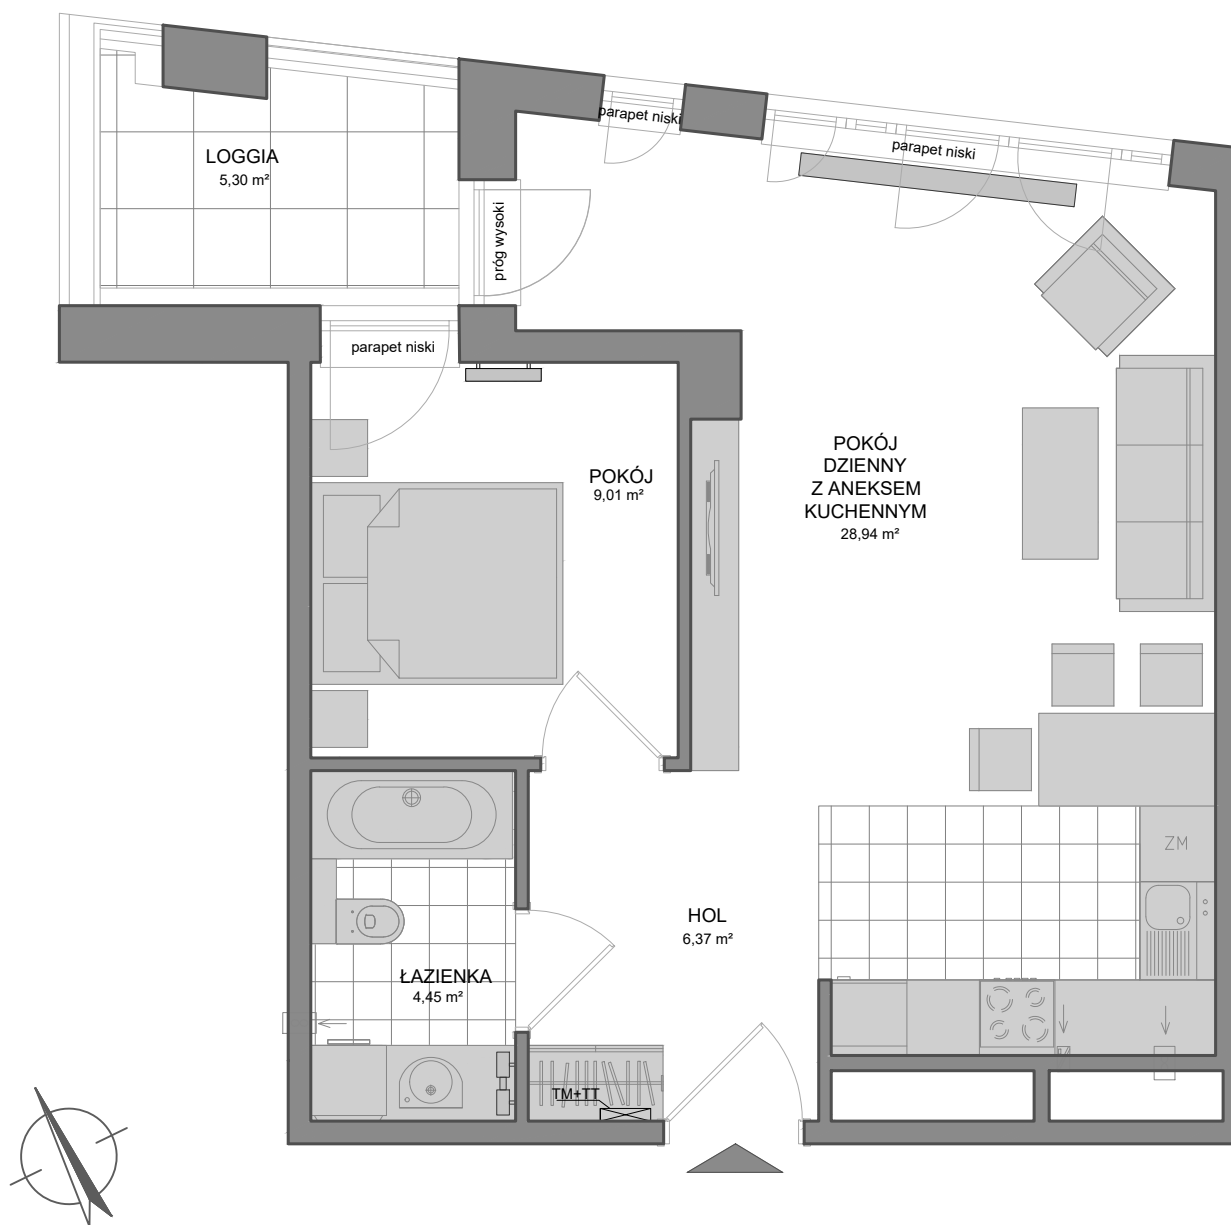 parapet niski
parapet niski
LOGGIA
5,30 m²
próg wysoki
parapet niski
POKÓJ
9,01 m²
POKÓJ
DZIENNY
Z ANEKSEM
KUCHENNYM
28,94 m²
ZM
HOL
6,37 m²
ŁAZIENKA
4,45 m²
TM+TT